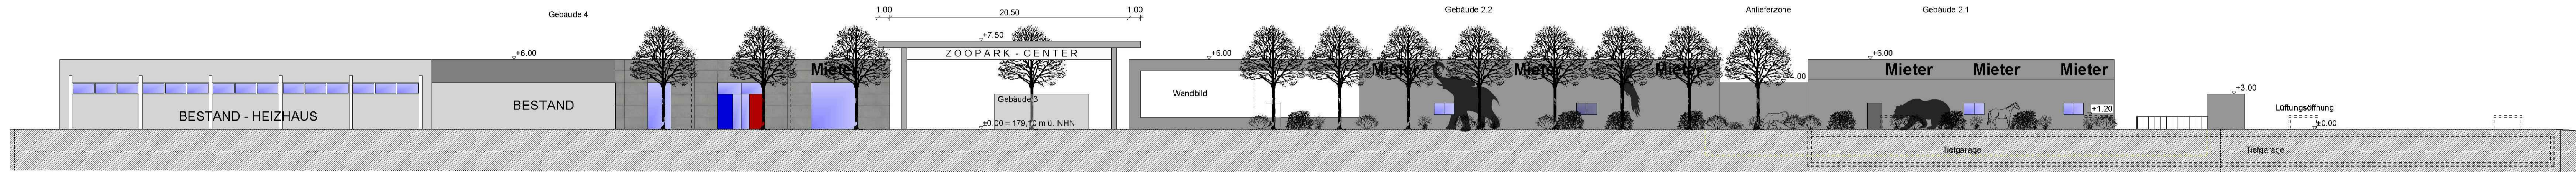 Gebäude 4
1.00
20.50
1.00
Gebäude 2.2
Anlieferzone
Gebäude 2.1
+7.50
ZOOPARK - CENTER
+6.00
+6.00
+6.00
Mieter
Mieter
Mieter
Mieter
Mieter
Mieter
Mieter
+4.00
+3.00
BESTAND - HEIZHAUS
BESTAND
Gebäude 3
Wandbild
+1.20
Lüftungsöffnung
±0.00 = 179,10 m ü. NHN
±0.00
Tiefgarage
Tiefgarage